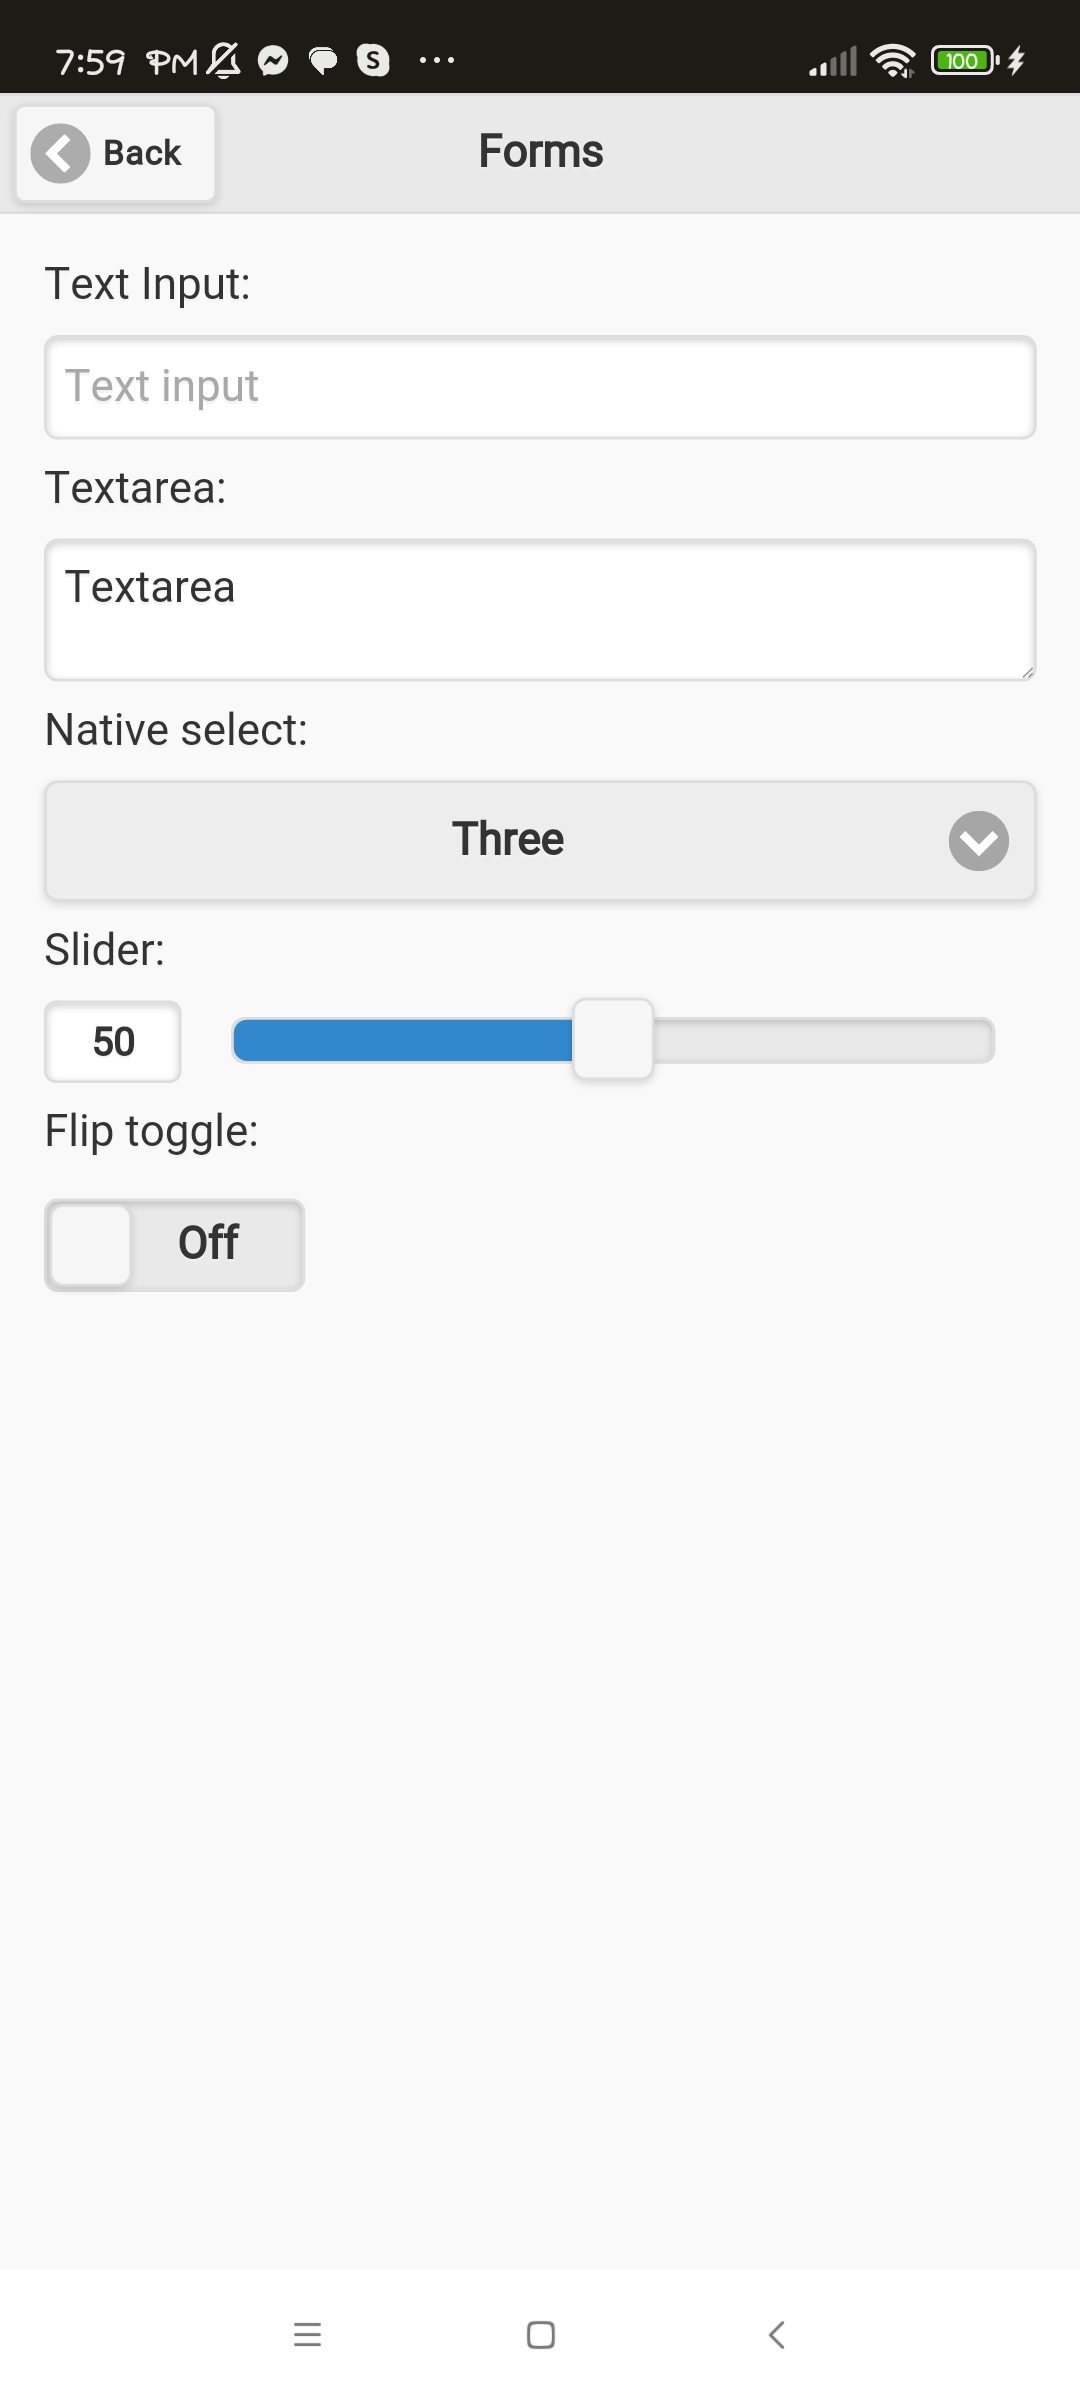 7:59 PM
100
Back
Forms
Text Input:
Text input
Textarea:
Textarea
Native select:
Three
Slider:
50
Flip toggle:
Off